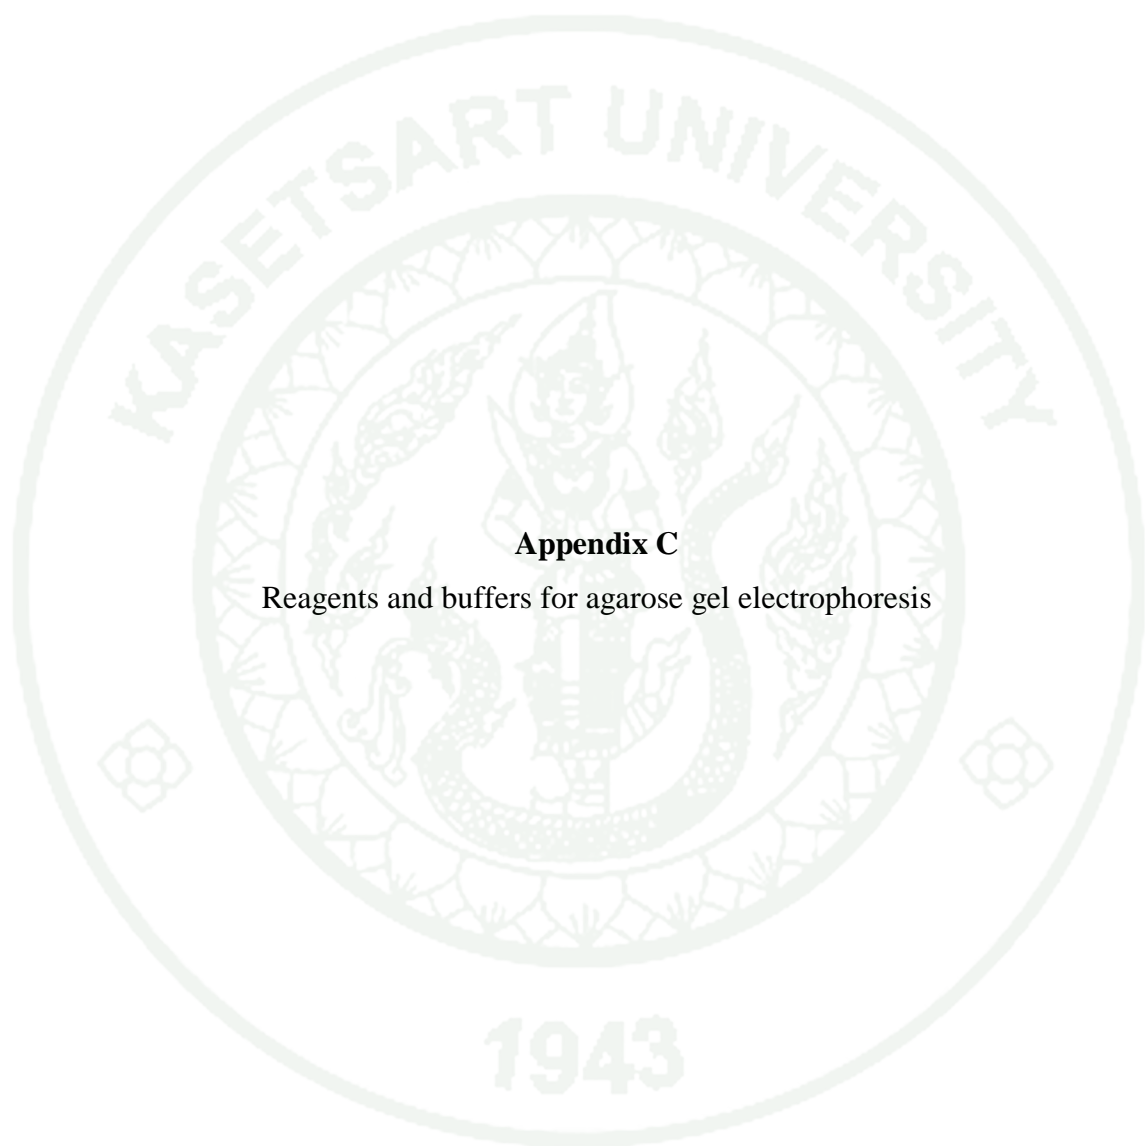 KASETSART UNIVERSITY
Appendix C
Reagents and buffers for agarose gel electrophoresis
1943